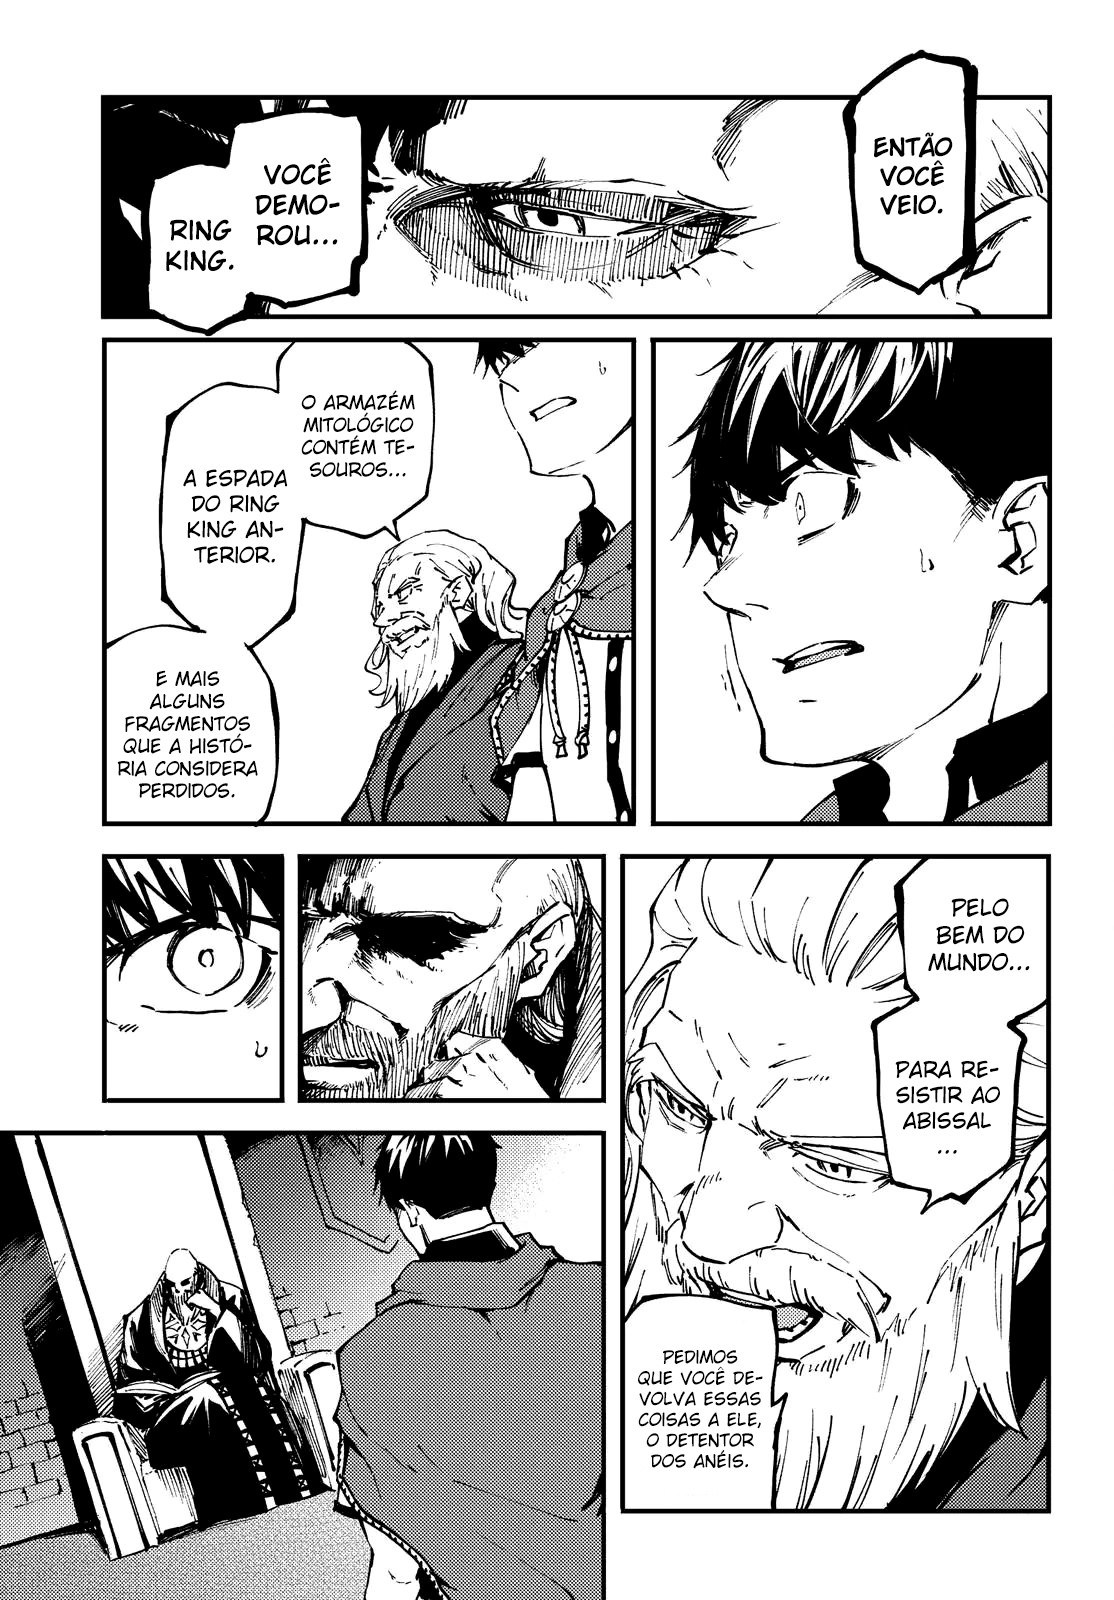 ENTÃO
VOCÊ
VEIO.
VOCÊ
DEMO-
ROU...
RING
KING.
O ARMAZÉM
MITOLÓGICO
CONTÉM TE-
SOUROS...
A ESPADA
DO RING
KING AN-
TERIOR.
E MAIS
ALGUNS
FRAGMENTOS
QUE A HISTÓ-
RIA CONSIDERA
PERDIDOS.
PELO
BEM DO
MUNDO...
PARA RE-
SISTIR AO
ABISSAL
...
PEDIMOS
QUE VOCÊ DE-
VOLVA ESSAS
COISAS A ELE,
O DETENTOR
DOS ANÉIS.